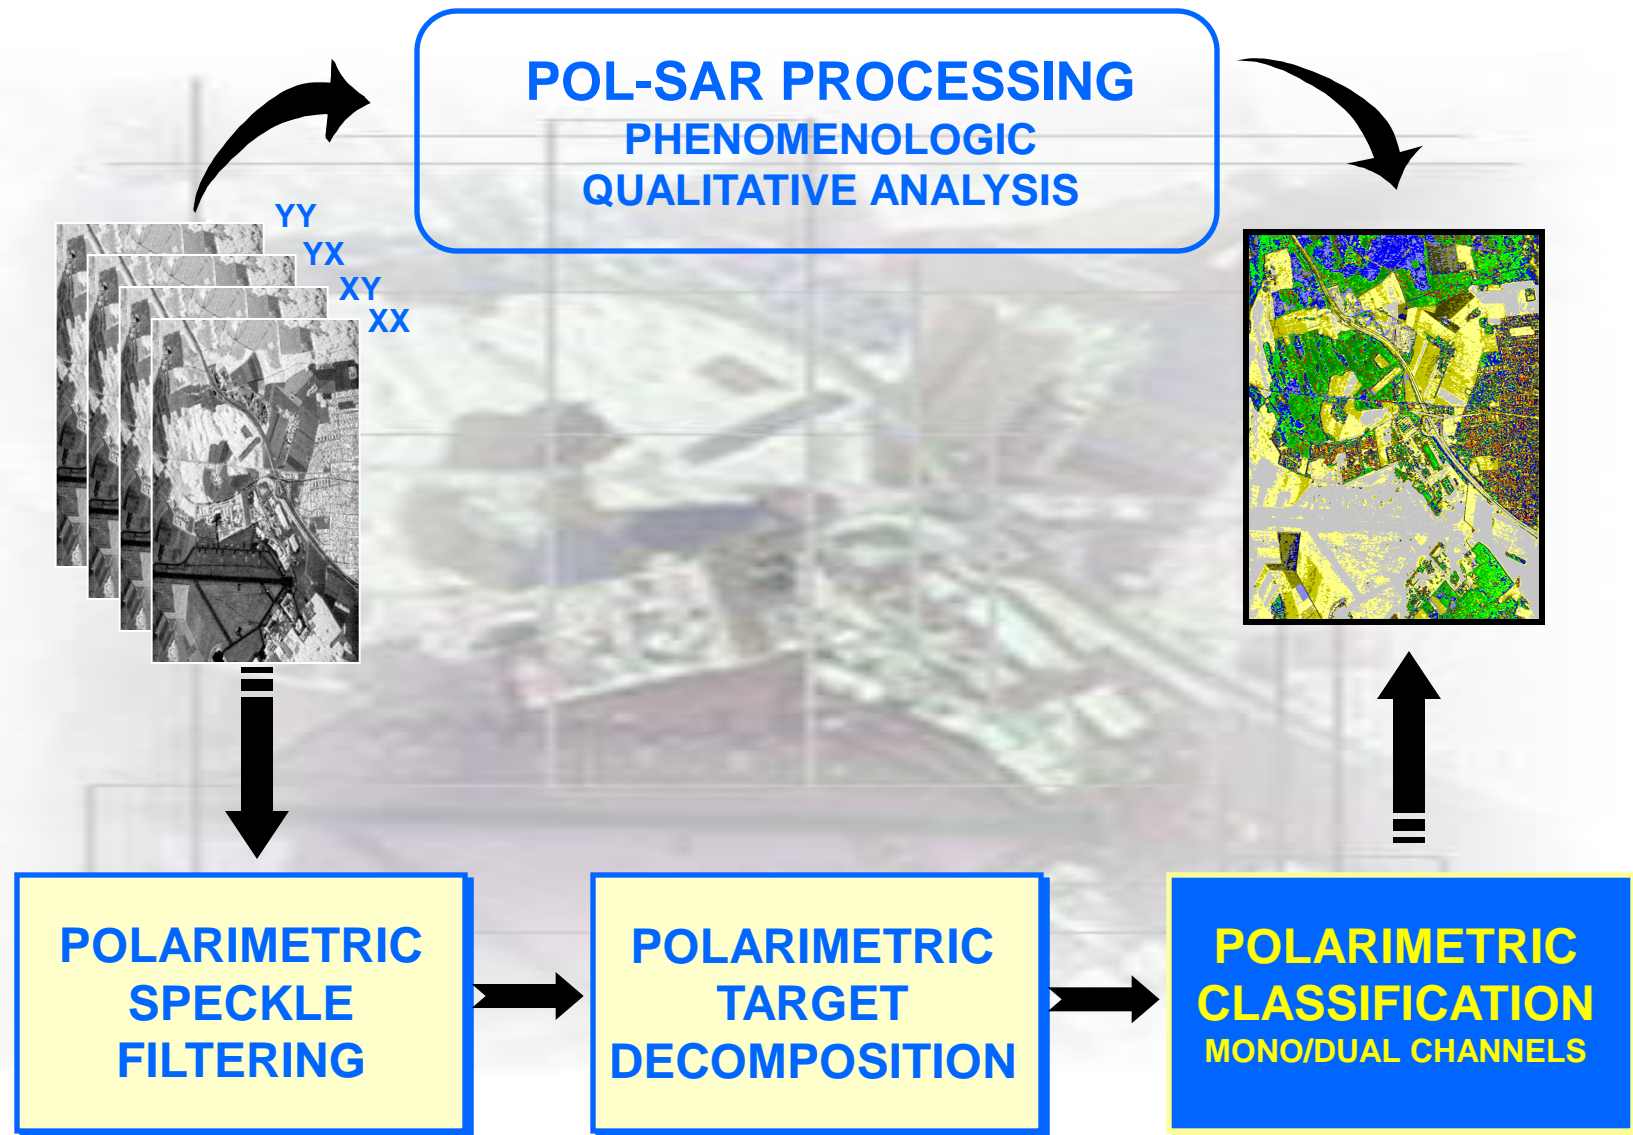 POL-SAR PROCESSING
PHENOMENOLOGIC
QUALITATIVE ANALYSIS
YY
YX
XY
XX
POLARIMETRIC
SPECKLE
FILTERING
POLARIMETRIC
TARGET
DECOMPOSITION
POLARIMETRIC
CLASSIFICATION
MONO/DUAL CHANNELS